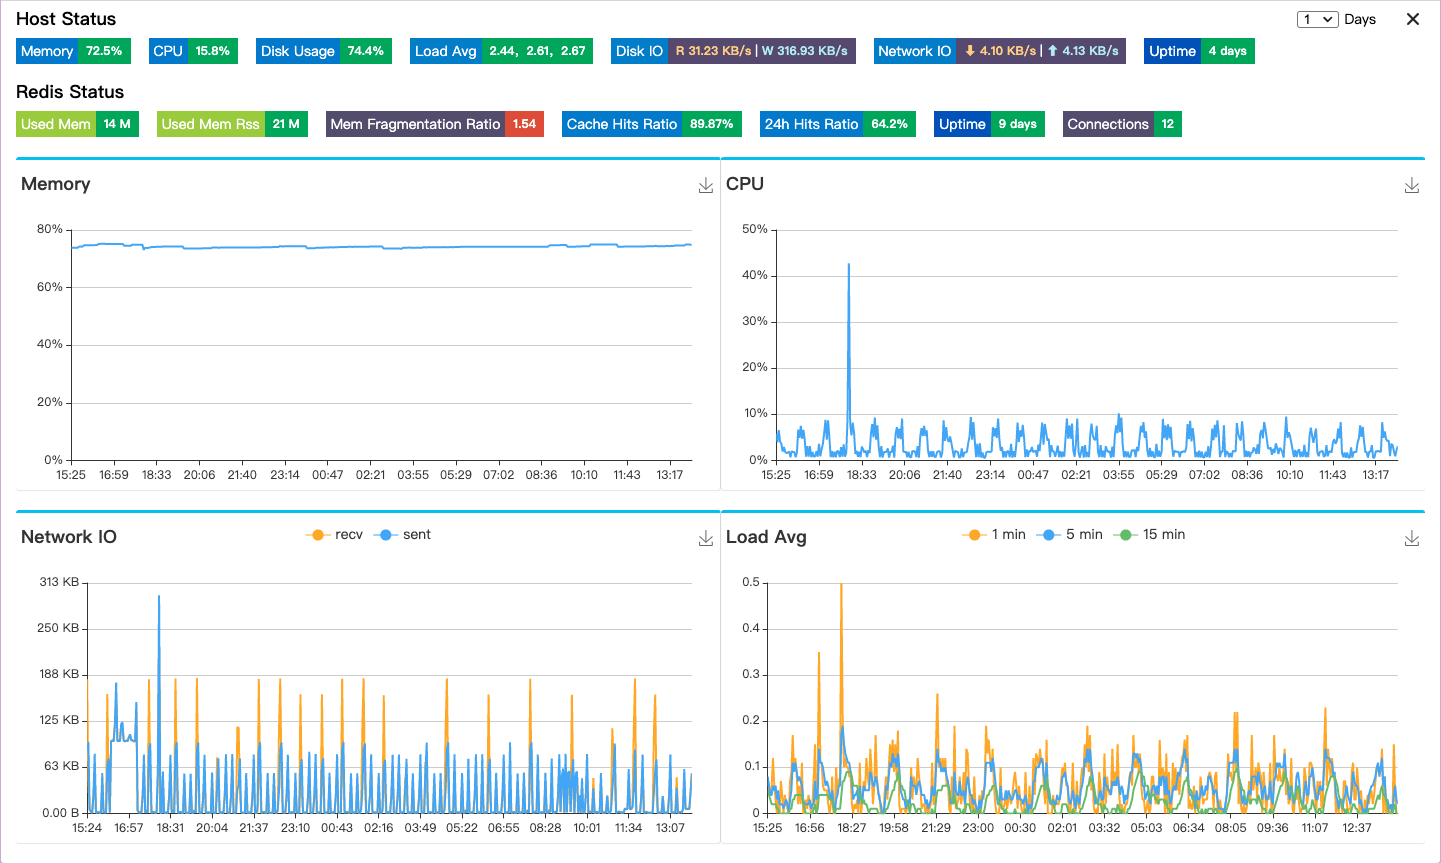 Host Status
1 Days
Memory 72.5% CPU 15.8% Disk Usage 74.4% Load Avg 2.44, 2.61, 2.67 Disk IO R 31.23 KB/s | W 316.93 KB/s Network IO 4.10 KB/s | 4.13 KB/s Uptime 4 days
Redis Status
Used Mem 14 M Used Mem Rss 21 M Mem Fragmentation Ratio 1.54 Cache Hits Ratio 89.87% 24h Hits Ratio 64.2% Uptime 9 days Connections 12
Memory
80%
60%
40%
20%
0%
15:25 16:59 18:33 20:06 21:40 23:14 00:47 02:21 03:55 05:29 07:02 08:36 10:10 11:43 13:17
CPU
50%
40%
30%
20%
10%
0%
15:25 16:59 18:33 20:06 21:40 23:14 00:47 02:21 03:55 05:29 07:02 08:36 10:10 11:43 13:17
Network IO
recv sent
313 KB
250 KB
188 KB
125 KB
63 KB
0.00 B
15:24 16:57 18:31 20:04 21:37 23:10 00:43 02:16 03:49 05:22 06:55 08:28 10:01 11:34 13:07
Load Avg
1 min 5 min 15 min
0.5
0.4
0.3
0.2
0.1
0
15:25 16:56 18:27 19:58 21:29 23:00 00:30 02:01 03:32 05:03 06:34 08:05 09:36 11:07 12:37